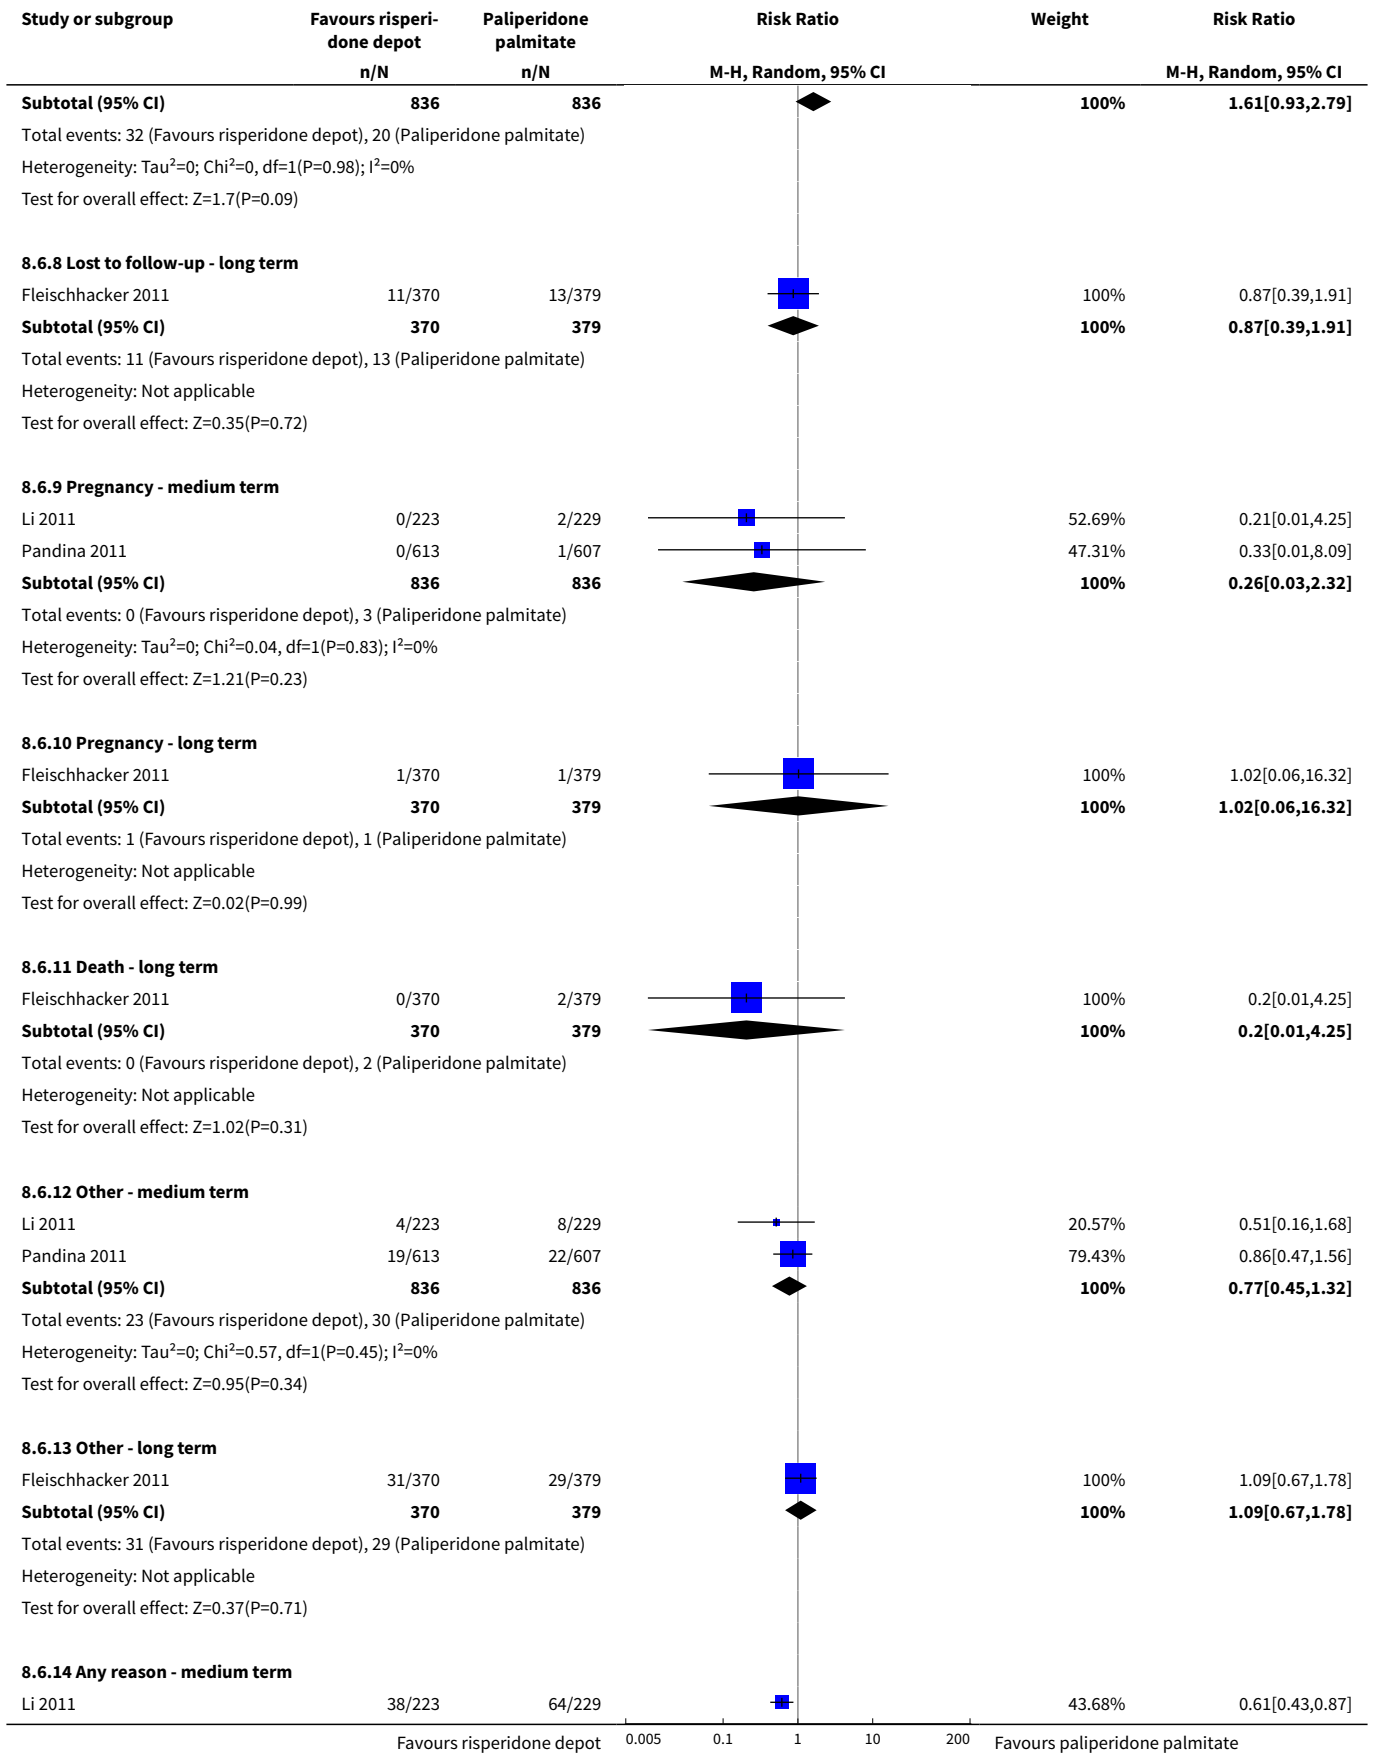 Study or subgroup Favours risperi- Paliperidone Risk Ratio Weight Risk Ratio
done depot palmitate
n/N n/N M-H, Random, 95% CI M-H, Random, 95% CI
Subtotal (95% CI) 836 836 100% 1.61[0.93,2.79]
Total events: 32 (Favours risperidone depot), 20 (Paliperidone palmitate)
Heterogeneity: Tau²=0; Chi²=0, df=1(P=0.98); I²=0%
Test for overall effect: Z=1.7(P=0.09)
8.6.8 Lost to follow-up - long term
Fleischhacker 2011 11/370 13/379 100% 0.87[0.39,1.91]
Subtotal (95% CI) 370 379 100% 0.87[0.39,1.91]
Total events: 11 (Favours risperidone depot), 13 (Paliperidone palmitate)
Heterogeneity: Not applicable
Test for overall effect: Z=0.35(P=0.72)
8.6.9 Pregnancy - medium term
Li 2011 0/223 2/229 52.69% 0.21[0.01,4.25]
Pandina 2011 0/613 1/607 47.31% 0.33[0.01,8.09]
Subtotal (95% CI) 836 836 100% 0.26[0.03,2.32]
Total events: 0 (Favours risperidone depot), 3 (Paliperidone palmitate)
Heterogeneity: Tau²=0; Chi²=0.04, df=1(P=0.83); I²=0%
Test for overall effect: Z=1.21(P=0.23)
8.6.10 Pregnancy - long term
Fleischhacker 2011 1/370 1/379 100% 1.02[0.06,16.32]
Subtotal (95% CI) 370 379 100% 1.02[0.06,16.32]
Total events: 1 (Favours risperidone depot), 1 (Paliperidone palmitate)
Heterogeneity: Not applicable
Test for overall effect: Z=0.02(P=0.99)
8.6.11 Death - long term
Fleischhacker 2011 0/370 2/379 100% 0.2[0.01,4.25]
Subtotal (95% CI) 370 379 100% 0.2[0.01,4.25]
Total events: 0 (Favours risperidone depot), 2 (Paliperidone palmitate)
Heterogeneity: Not applicable
Test for overall effect: Z=1.02(P=0.31)
8.6.12 Other - medium term
Li 2011 4/223 8/229 20.57% 0.51[0.16,1.68]
Pandina 2011 19/613 22/607 79.43% 0.86[0.47,1.56]
Subtotal (95% CI) 836 836 100% 0.77[0.45,1.32]
Total events: 23 (Favours risperidone depot), 30 (Paliperidone palmitate)
Heterogeneity: Tau²=0; Chi²=0.57, df=1(P=0.45); I²=0%
Test for overall effect: Z=0.95(P=0.34)
8.6.13 Other - long term
Fleischhacker 2011 31/370 29/379 100% 1.09[0.67,1.78]
Subtotal (95% CI) 370 379 100% 1.09[0.67,1.78]
Total events: 31 (Favours risperidone depot), 29 (Paliperidone palmitate)
Heterogeneity: Not applicable
Test for overall effect: Z=0.37(P=0.71)
8.6.14 Any reason - medium term
Li 2011 38/223 64/229 43.68% 0.61[0.43,0.87]
Favours risperidone depot 0.005 0.1 1 10 200 Favours paliperidone palmitate